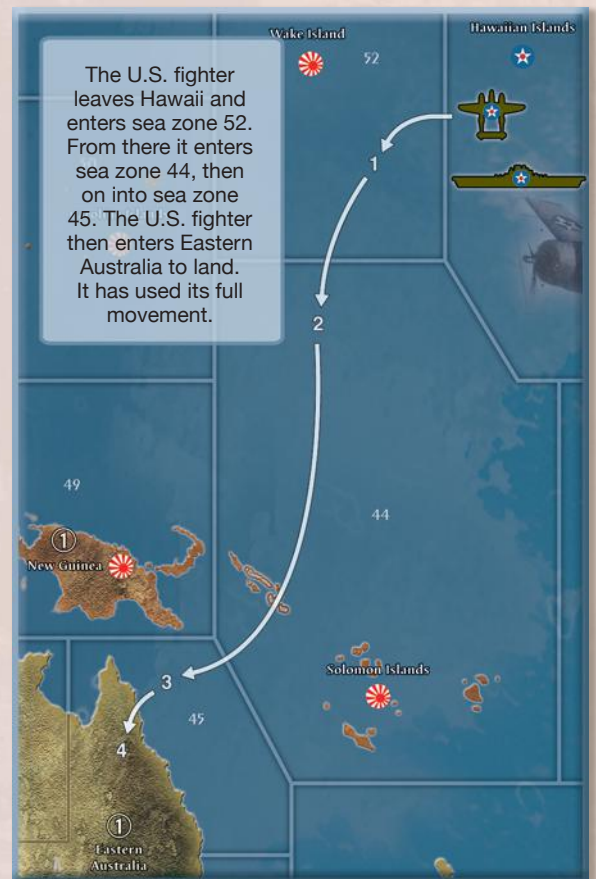 Wake Island
52
Hawaiian Islands
The U.S. fighter
leaves Hawaii and
enters sea zone 52.
From there it enters
sea zone 44, then
on into sea zone
45. The U.S. fighter
then enters Eastern
Australia to land.
It has used its full
movement.
1
2
49
44
1
New Guinea
Solomon Islands
3
45
4
1
Eastern
Australia